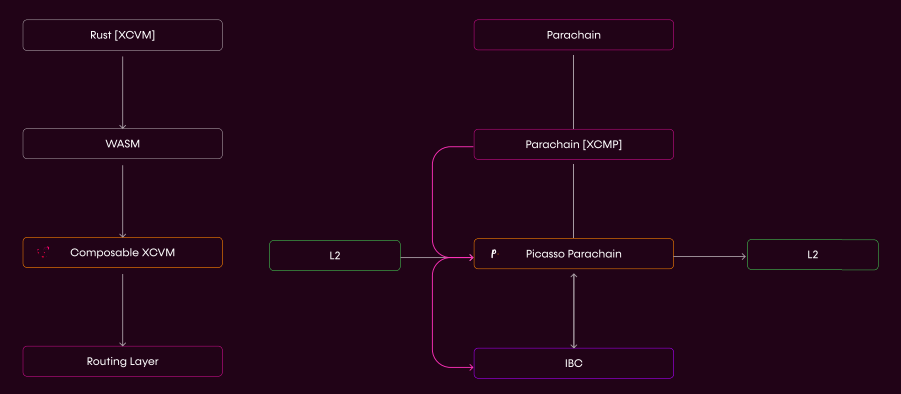 Rust [XCVM]
WASM
Composable XCVM
Routing Layer
Parachain
Parachain [XCMP]
L2
Picasso Parachain
L2
IBC